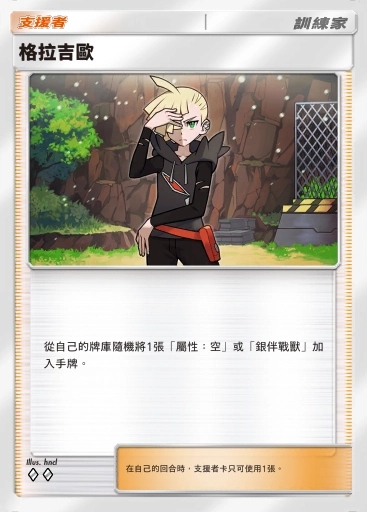 支援者
訓練家
格拉吉歐
從自己的牌庫隨機將1張「屬性：空」或「銀伴戰獸」加
入手牌。
Illus. hncl
在自己的回合時，支援者卡只可使用1張。